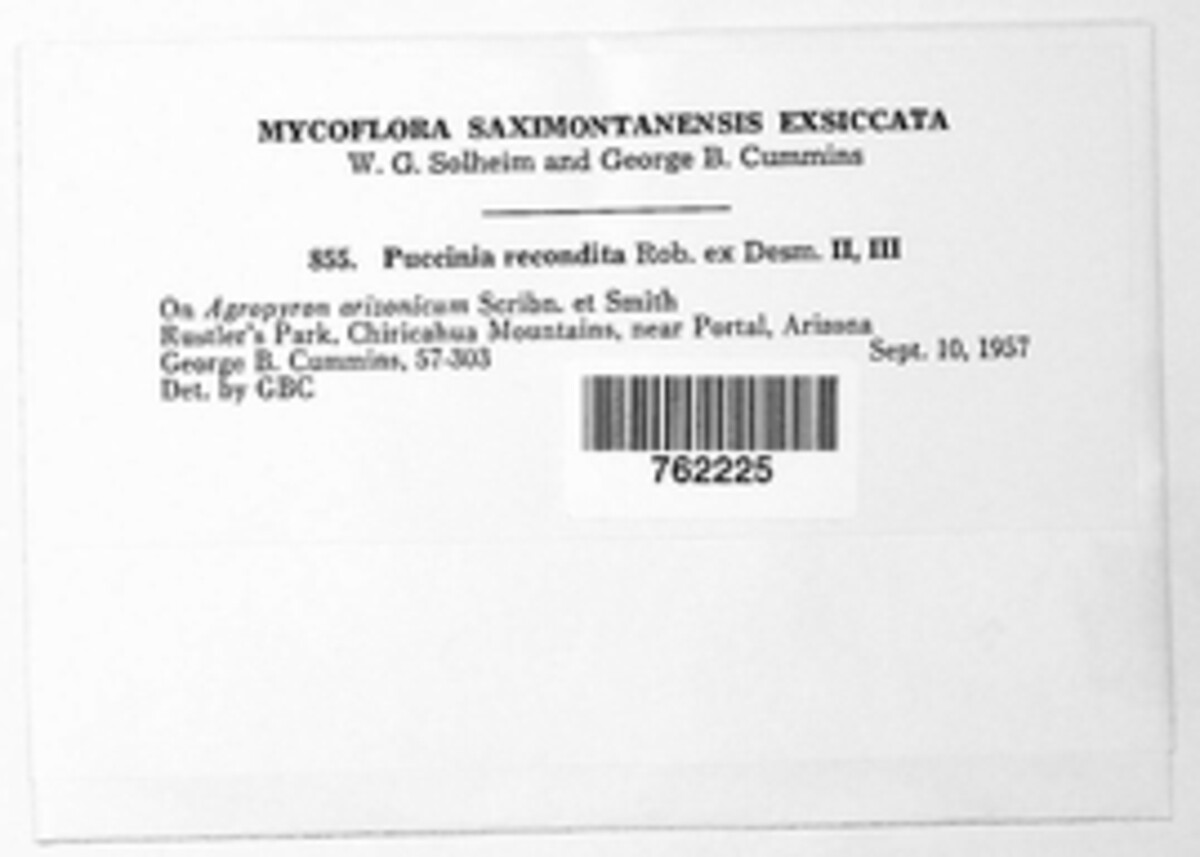 MYCOFLORA SAXIMONTANENSIS EXSICCATA
W. G. Solheim and George B. Cummins
855. Puccinia recondita Rob. ex Desm. II, III
On Agropyron arizonicum Scribn. et Smith
Rustler's Park, Chiricahua Mountains, near Portal, Arizona
George B. Cummins, 57-303 Sept. 10, 1957
Det. by GBC
762225